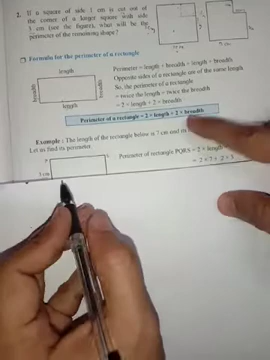 2. If a square of side 1 cm is cut out of
the corner of a larger square with side
3 cm (see the figure), what will be the
perimeter of the remaining shape?
Formula for the perimeter of a rectangle
length
breadth
breadth
length
Perimeter = length + breadth + length + breadth
Opposite sides of a rectangle are of the same length.
So, the perimeter of a rectangle
= twice the length + twice the breadth
= 2 × length + 2 × breadth
Perimeter of a rectangle = 2 × length + 2 × breadth
Example : The length of the rectangle below is 7 cm and its
Let us find its perimeter.
3 cm
Perimeter of rectangle PQRS = 2 × length
= 2 × 7 + 2 × 3